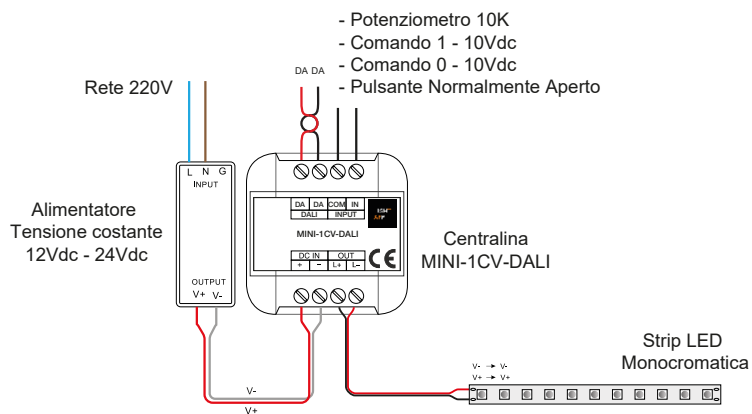 - Potenziometro 10K
- Comando 1 - 10Vdc
- Comando 0 - 10Vdc
- Pulsante Normalmente Aperto
DA DA
Rete 220V
L N G
INPUT
Alimentatore
Tensione costante
12Vdc - 24Vdc
OUTPUT
V+ V-
DA DA COM IN
DALI INPUT
MINI-1CV-DALI
DC IN OUT
+ - L+ L-
CE
Centralina
MINI-1CV-DALI
Strip LED
Monocromatica
V- → V-
V+ → V+
V-
V+